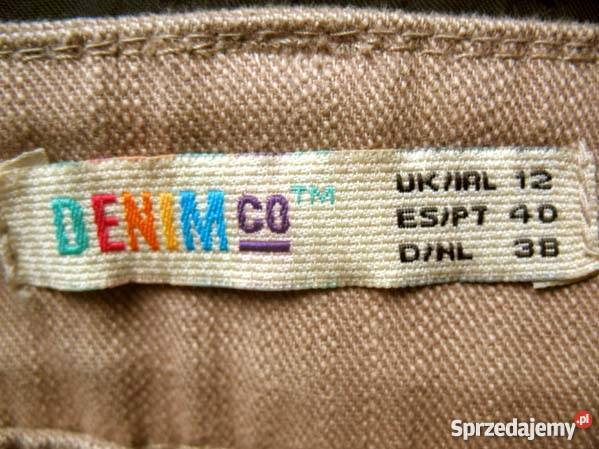 DENIM CO™
UK/IRL 12
ES/PT 40
D/NL 38
Sprzedajemy.pl